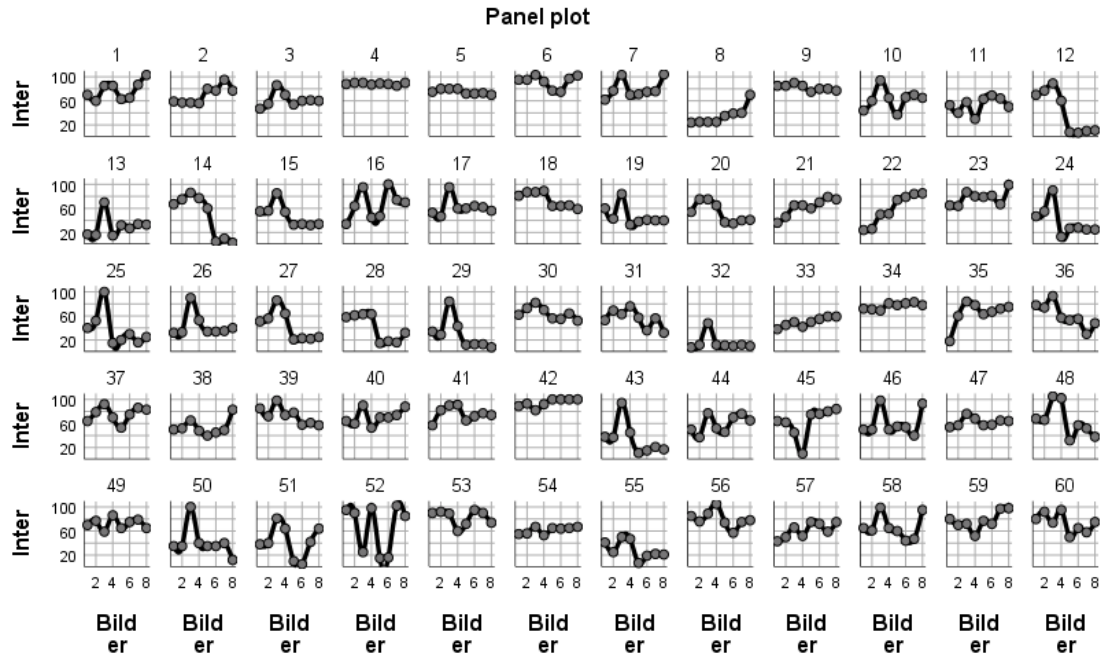 Panel plot
1 2 3 4 5 6 7 8 9 10 11 12
Inter 100 60 20
13 14 15 16 17 18 19 20 21 22 23 24
Inter 100 60 20
25 26 27 28 29 30 31 32 33 34 35 36
Inter 100 60 20
37 38 39 40 41 42 43 44 45 46 47 48
Inter 100 60 20
49 50 51 52 53 54 55 56 57 58 59 60
Inter 100 60 20
2 4 6 8 2 4 6 8 2 4 6 8 2 4 6 8 2 4 6 8 2 4 6 8 2 4 6 8 2 4 6 8 2 4 6 8 2 4 6 8 2 4 6 8 2 4 6 8
Bild Bild Bild Bild Bild Bild Bild Bild Bild Bild Bild Bild
er er er er er er er er er er er er